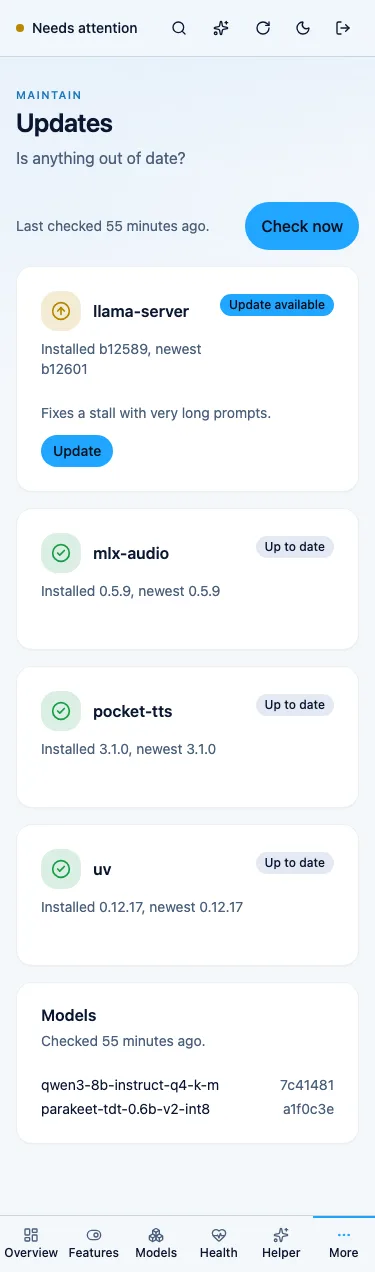 Needs attention
MAINTAIN
Updates
Is anything out of date?
Last checked 55 minutes ago.
Check now
llama-server
Update available
Installed b12589, newest
b12601
Fixes a stall with very long prompts.
Update
mlx-audio
Up to date
Installed 0.5.9, newest 0.5.9
pocket-tts
Up to date
Installed 3.1.0, newest 3.1.0
uv
Up to date
Installed 0.12.17, newest 0.12.17
Models
Checked 55 minutes ago.
qwen3-8b-instruct-q4-k-m 7c41481
parakeet-tdt-0.6b-v2-int8 a1f0c3e
Overview Features Models Health Helper More